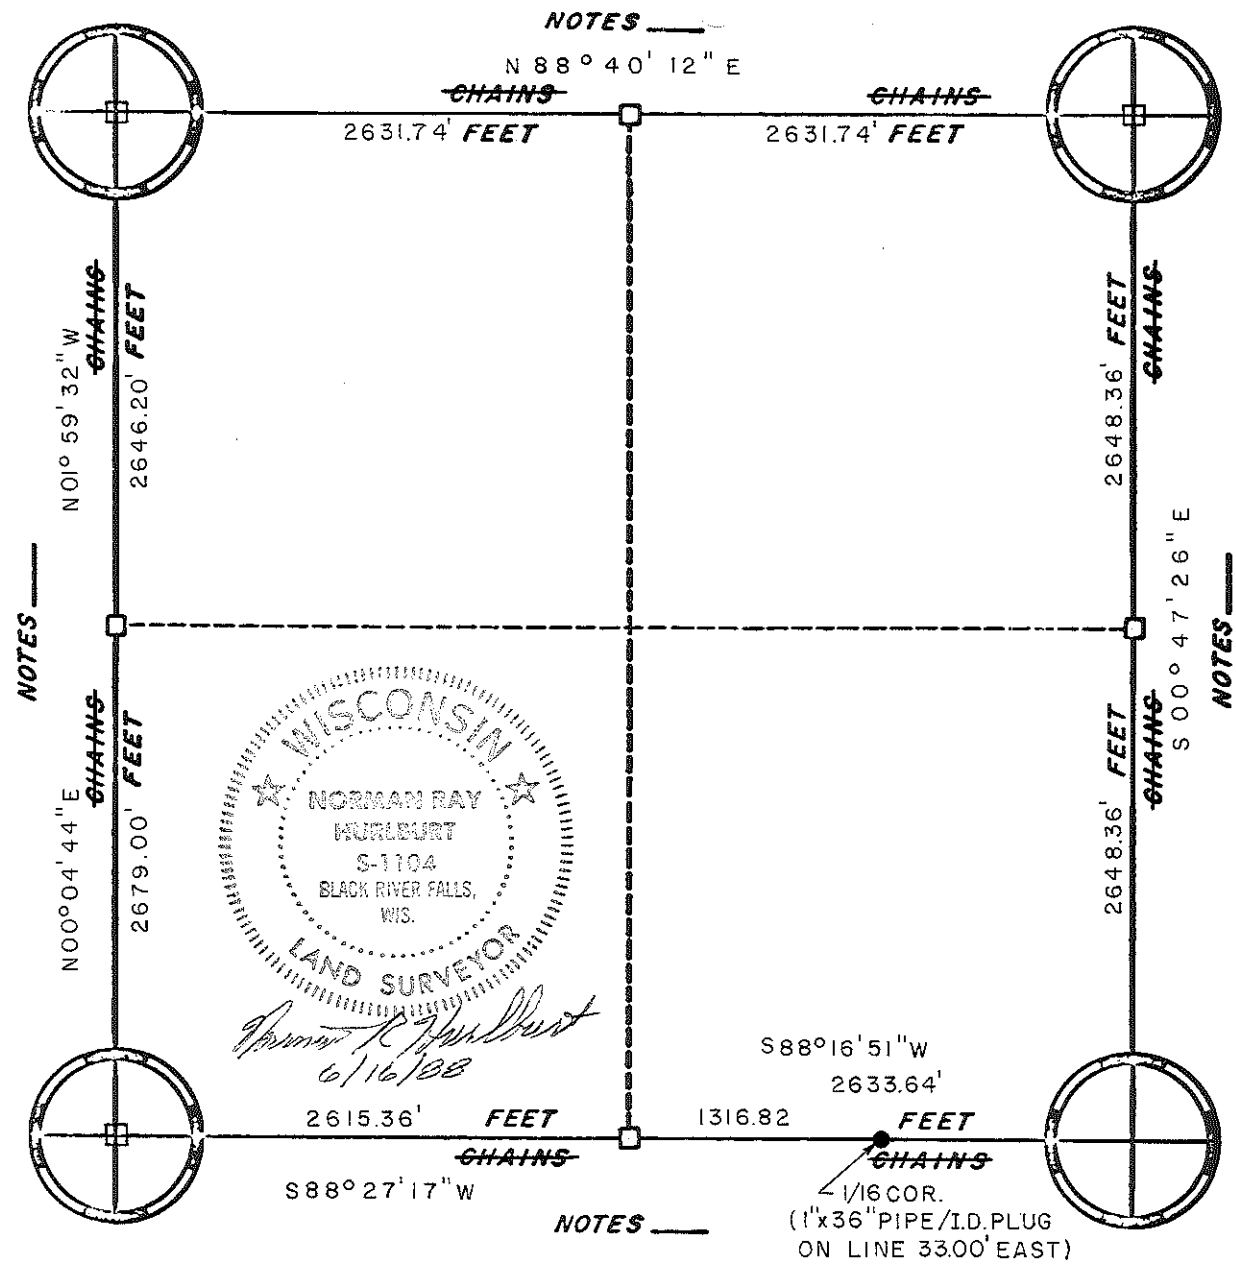 NOTES
N 88° 40' 12" E
CHAINS
CHAINS
2631.74' FEET
2631.74' FEET
N01° 59' 32" W
CHAINS
2646.20' FEET
2648.36' FEET
CHAINS
NOTES
S 00° 47' 26" E
NOTES
N00°04'44"E
CHAINS
2679.00' FEET
2648.36' FEET
CHAINS
WISCONSIN
NORMAN RAY
HURLBURT
S-1104
BLACK RIVER FALLS,
WIS.
LAND SURVEYOR
Norman R Hurlburt
6/16/88
S88°16'51"W
2633.64'
2615.36' FEET
1316.82 FEET
CHAINS
CHAINS
S88°27'17"W
1/16 COR.
(1"x36" PIPE/I.D. PLUG
ON LINE 33.00' EAST)
NOTES